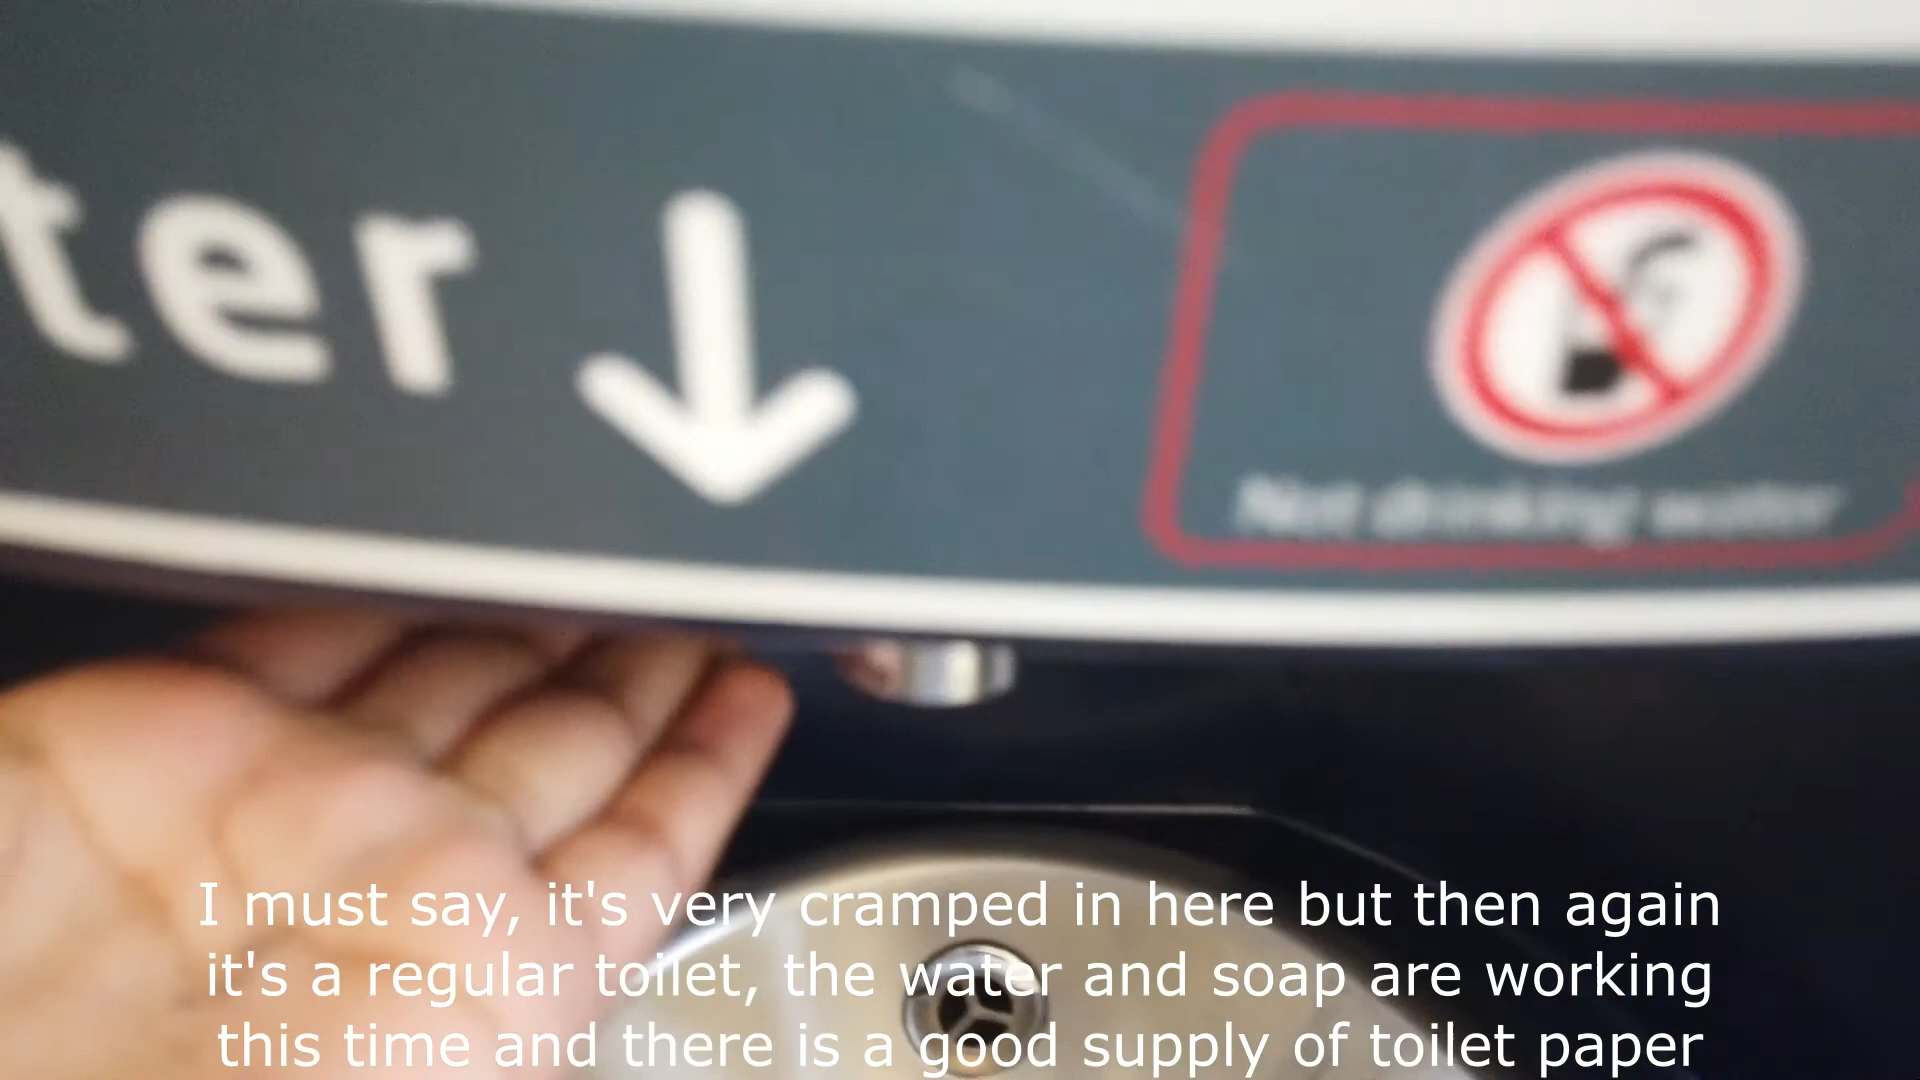 ter
Not drinking water
I must say, it's very cramped in here but then again
it's a regular toilet, the water and soap are working
this time and there is a good supply of toilet paper